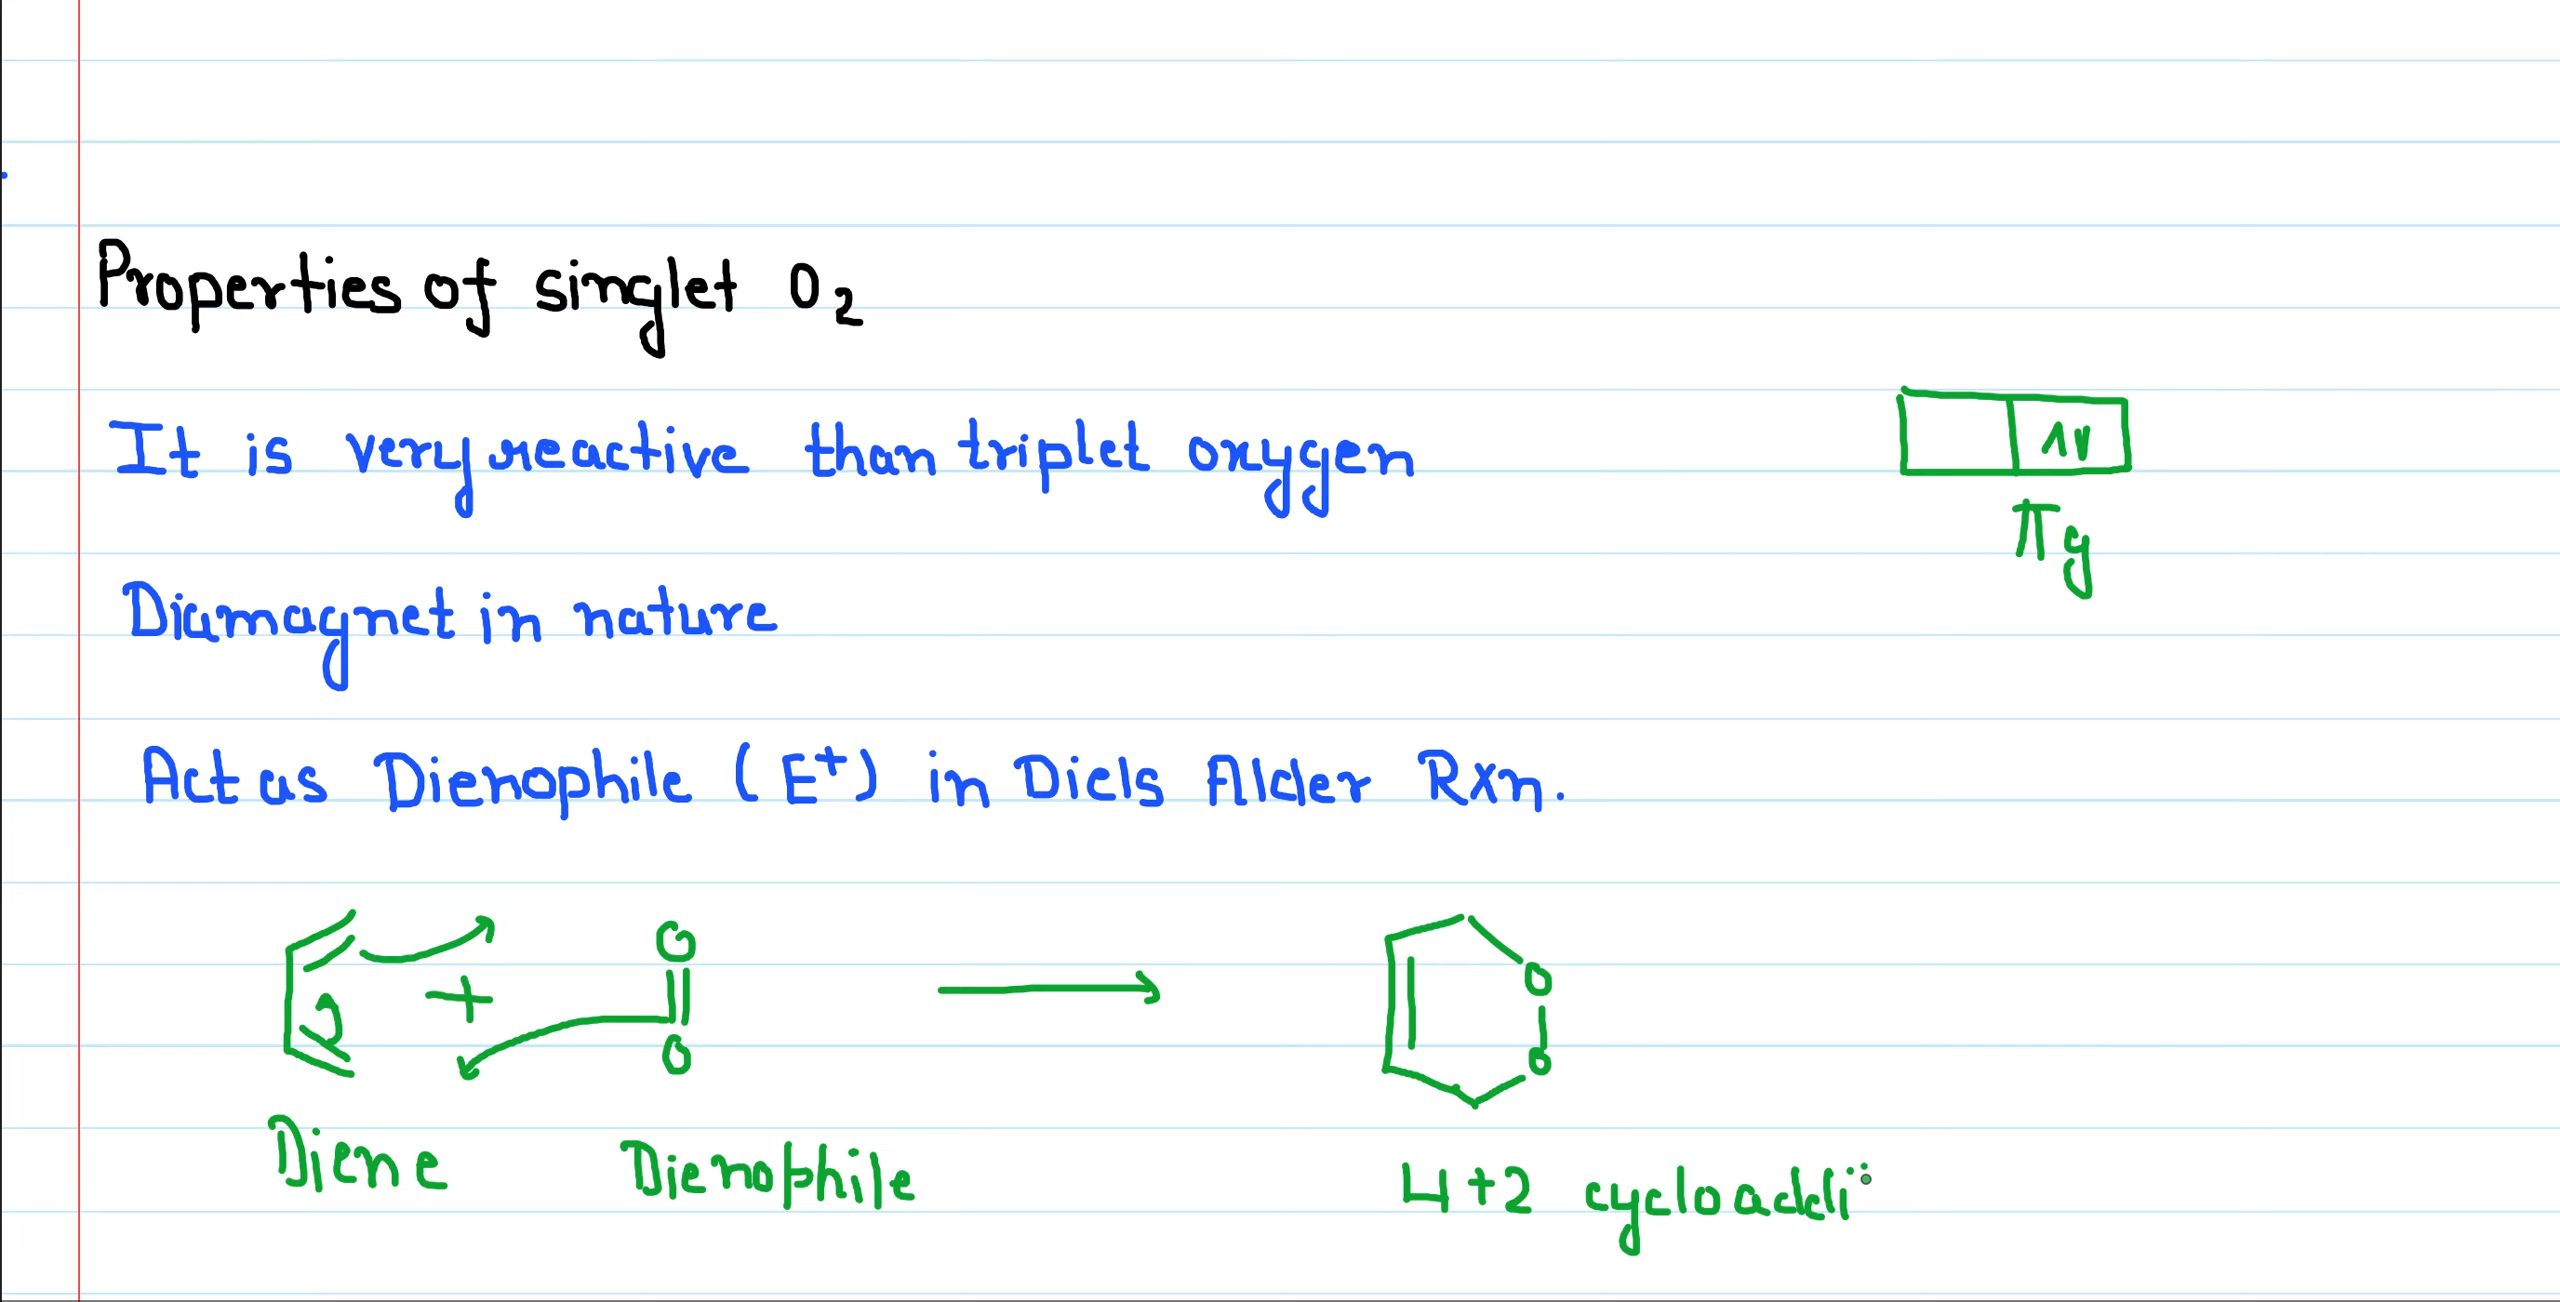 Properties of singlet O2
It is very reactive than triplet oxygen
1v
πg
Diamagnet in nature
Act as Dienophile (E+) in Diels Alder Rxn.
+
O
O
O
O
Diene Dienophile
4+2 cycloaddi